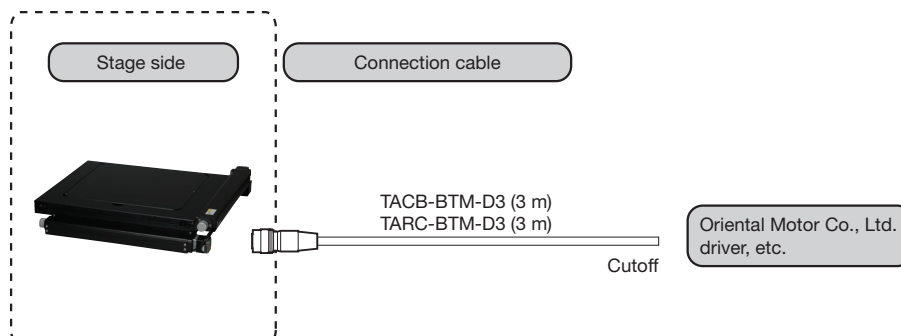 Stage side
Connection cable
TACB-BTM-D3 (3 m)
TARC-BTM-D3 (3 m)
Cutoff
Oriental Motor Co., Ltd.
driver, etc.